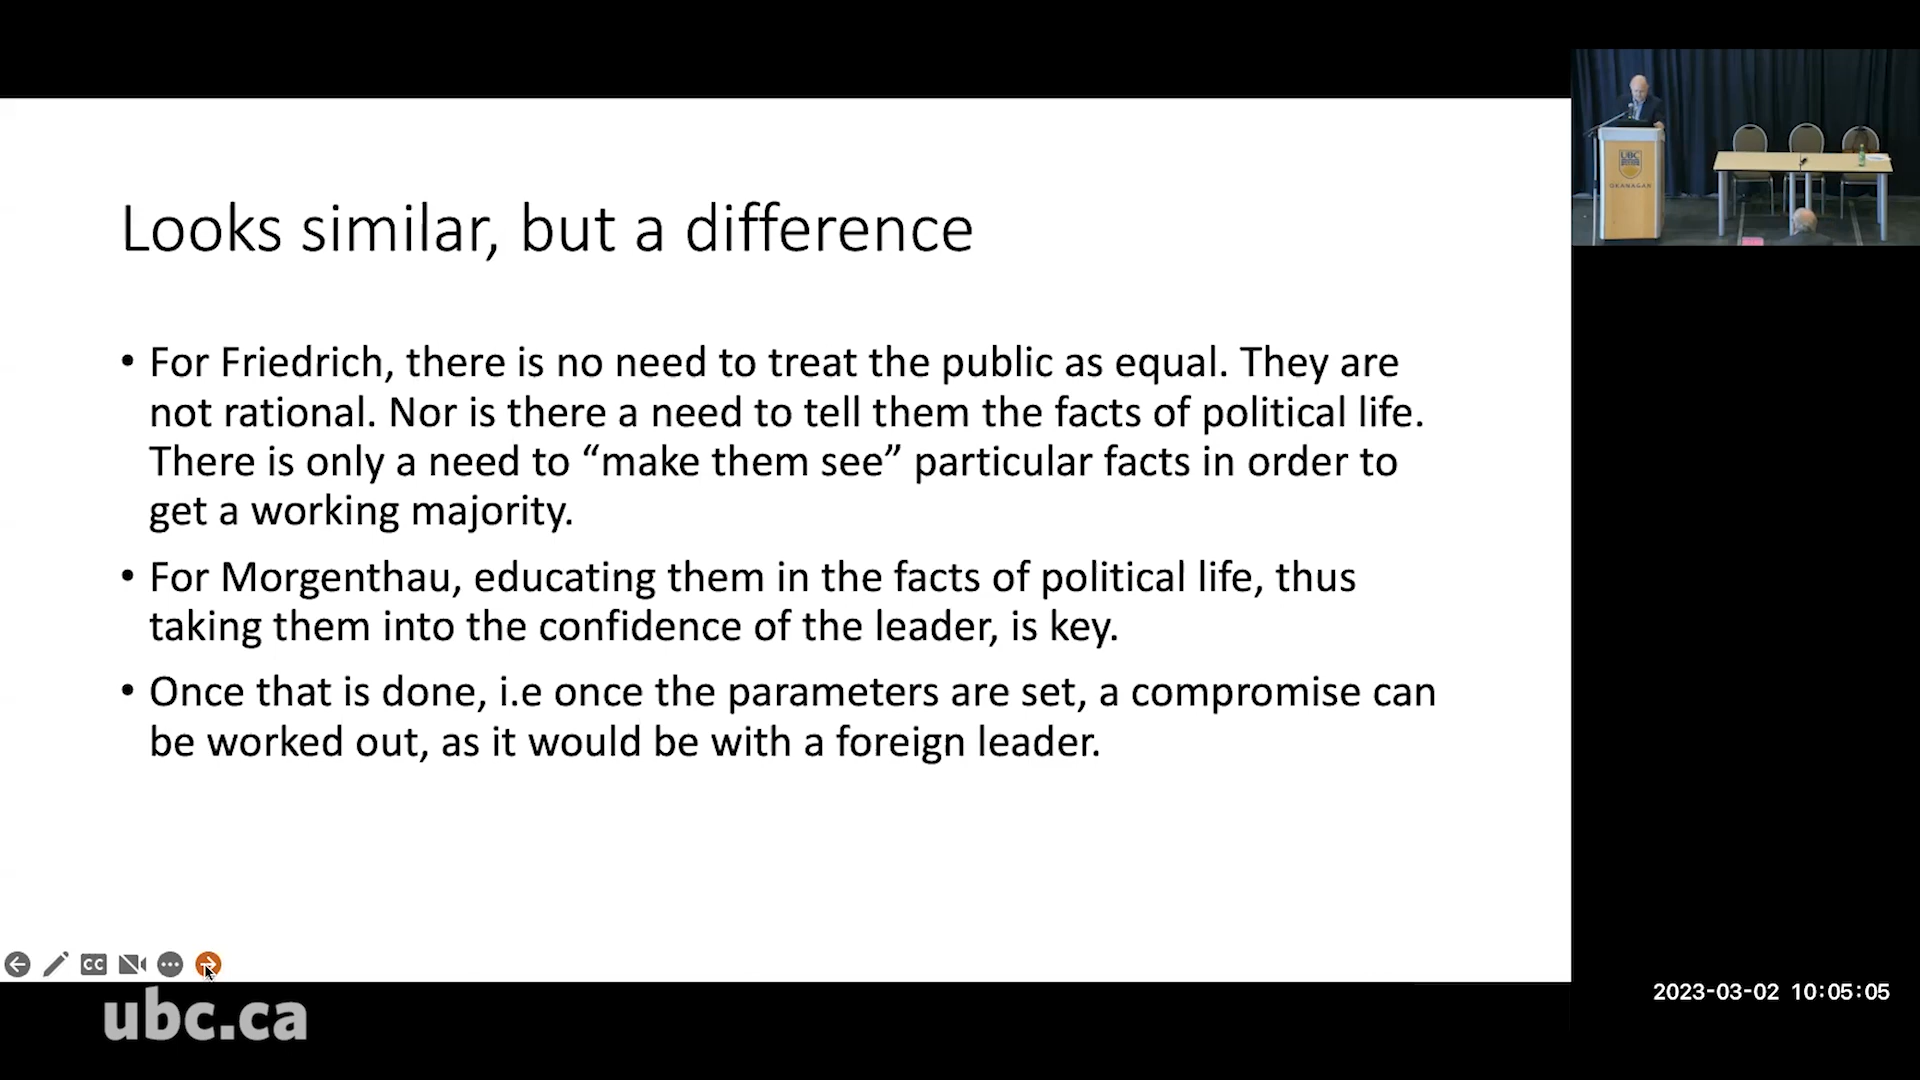 Looks similar, but a difference
• For Friedrich, there is no need to treat the public as equal. They are
not rational. Nor is there a need to tell them the facts of political life.
There is only a need to “make them see” particular facts in order to
get a working majority.
• For Morgenthau, educating them in the facts of political life, thus
taking them into the confidence of the leader, is key.
• Once that is done, i.e once the parameters are set, a compromise can
be worked out, as it would be with a foreign leader.
CC
ubc.ca
UBC
OKANAGAN
2023-03-02 10:05:05